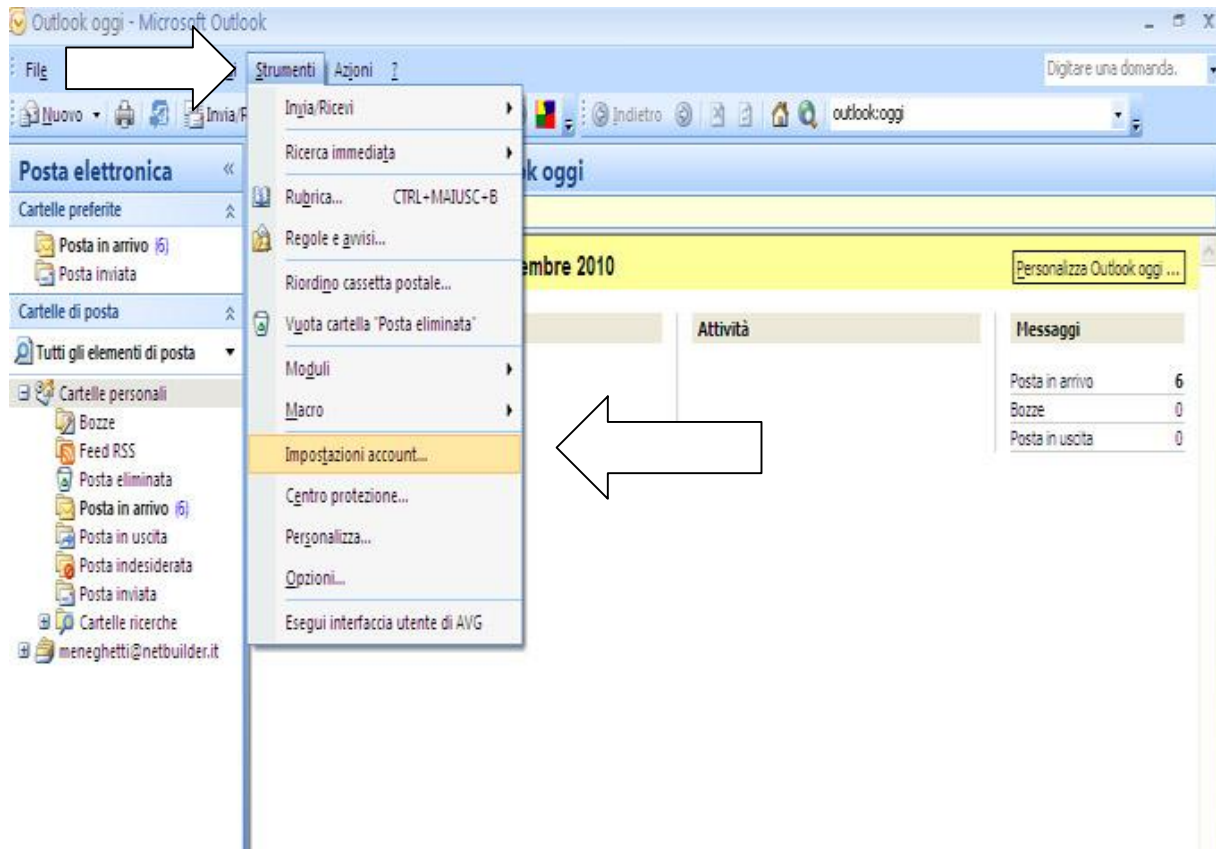 Outlook oggi - Microsoft Outlook
File Strumenti Azioni ? Digitare una domanda.
Nuovo Invia/R Indietro outlook:oggi
Posta elettronica «
Cartelle preferite
Posta in arrivo (6)
Posta inviata
Cartelle di posta
Tutti gli elementi di posta
Cartelle personali
Bozze
Feed RSS
Posta eliminata
Posta in arrivo (6)
Posta in uscita
Posta indesiderata
Posta inviata
Cartelle ricerche
meneghetti@netbuilder.it
Invia/Ricevi
Ricerca immediata
Rubrica... CTRL+MAIUSC+B
Regole e avvisi...
Riordino cassetta postale...
Vuota cartella "Posta eliminata"
Moduli
Macro
Impostazioni account...
Centro protezione...
Personalizza...
Opzioni...
Esegui interfaccia utente di AVG
ok oggi
embre 2010
Personalizza Outlook oggi ...
Attività
Messaggi
Posta in arrivo 6
Bozze 0
Posta in uscita 0